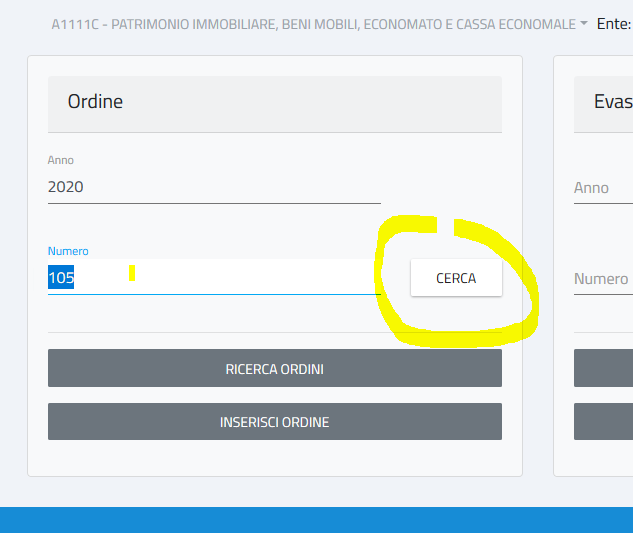 A1111C - PATRIMONIO IMMOBILIARE, BENI MOBILI, ECONOMATO E CASSA ECONOMALE Ente:
Ordine
Evas
Anno
2020
Anno
Numero
105
CERCA
Numero
RICERCA ORDINI
INSERISCI ORDINE